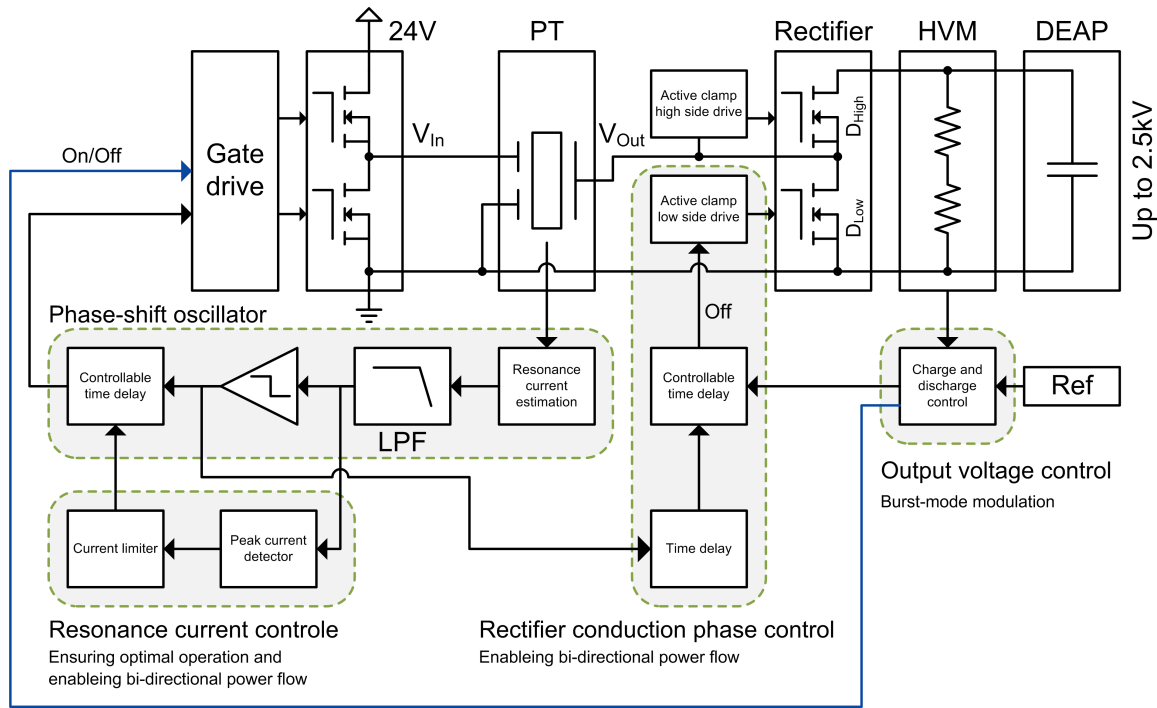 24V
PT
Rectifier
HVM
DEAP
Active clamp
high side drive
D_High
V_In
V_Out
On/Off
Gate
drive
Active clamp
low side drive
D_Low
Up to 2.5kV
Phase-shift oscillator
Off
Controllable
time delay
Resonance
current
estimation
Controllable
time delay
Charge and
discharge
control
Ref
LPF
Output voltage control
Burst-mode modulation
Current limiter
Peak current
detector
Time delay
Resonance current controle
Ensuring optimal operation and
enableing bi-directional power flow
Rectifier conduction phase control
Enableing bi-directional power flow